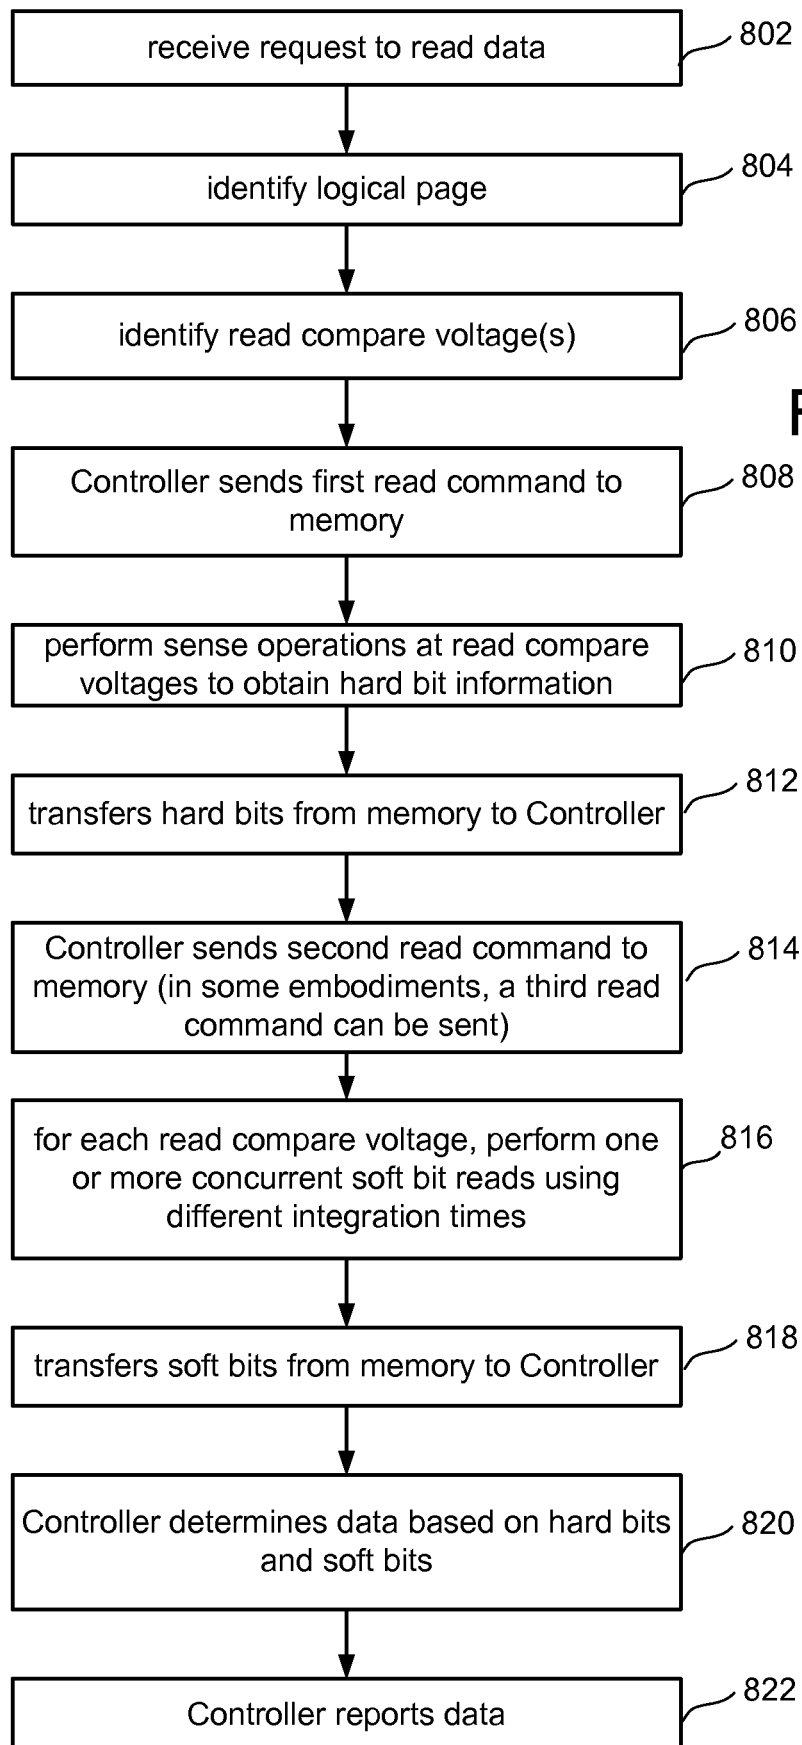 receive request to read data
802
identify logical page
804
identify read compare voltage(s)
806
Controller sends first read command to
memory
808
perform sense operations at read compare
voltages to obtain hard bit information
810
transfers hard bits from memory to Controller
812
Controller sends second read command to
memory (in some embodiments, a third read
command can be sent)
814
for each read compare voltage, perform one
or more concurrent soft bit reads using
different integration times
816
transfers soft bits from memory to Controller
818
Controller determines data based on hard bits
and soft bits
820
Controller reports data
822